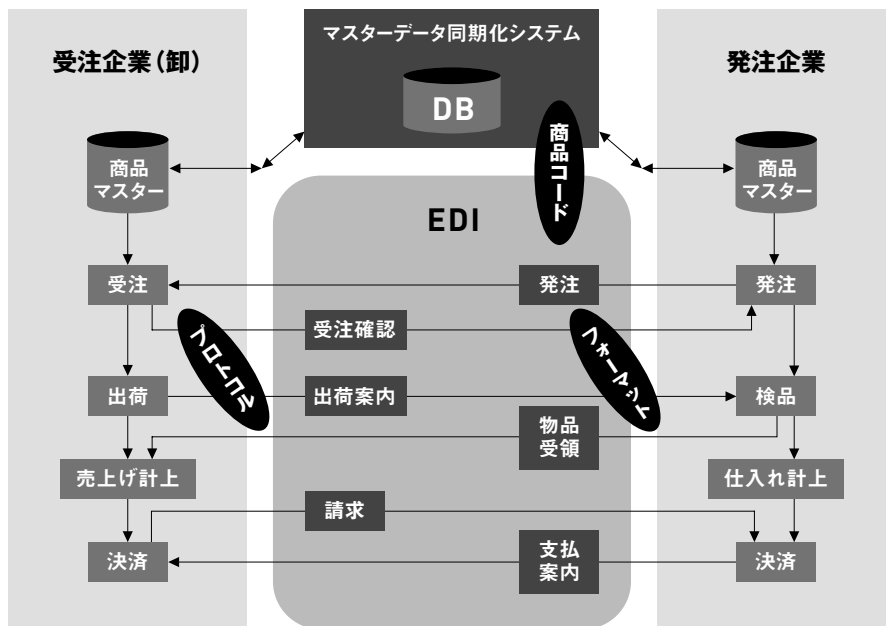 マスターデータ同期化システム
DB
受注企業（卸）
発注企業
商品
マスター
商品コード
商品
マスター
EDI
受注
発注
発注
受注確認
プロトコル
フォーマット
出荷
出荷案内
検品
物品
受領
売上げ計上
仕入れ計上
請求
決済
支払
案内
決済